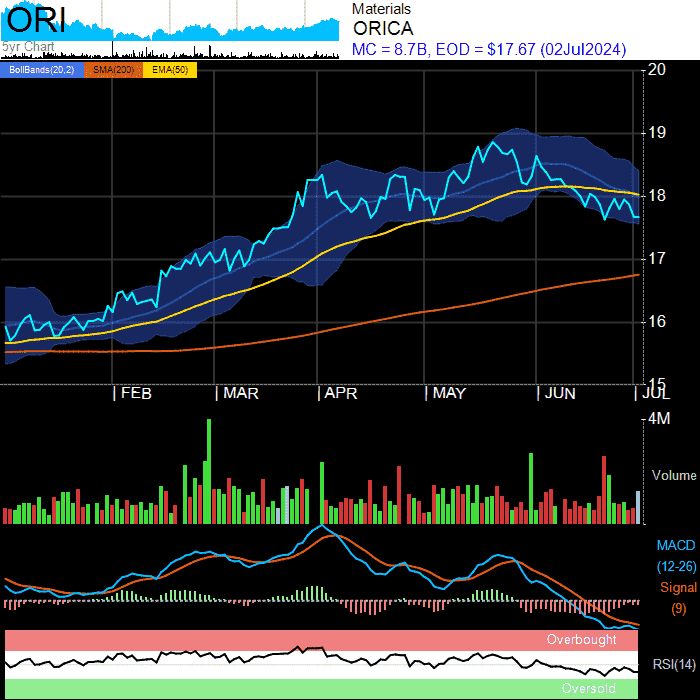 ORI
5yr Chart
Materials
ORICA
MC = 8.7B, EOD = $17.67 (02Jul2024)
BollBands(20,2) SMA(200) EMA(50)
20
19
18
17
16
15
FEB MAR APR MAY JUN JUL
4M
Volume
MACD
(12-26)
Signal
(9)
Overbought
RSI(14)
Oversold